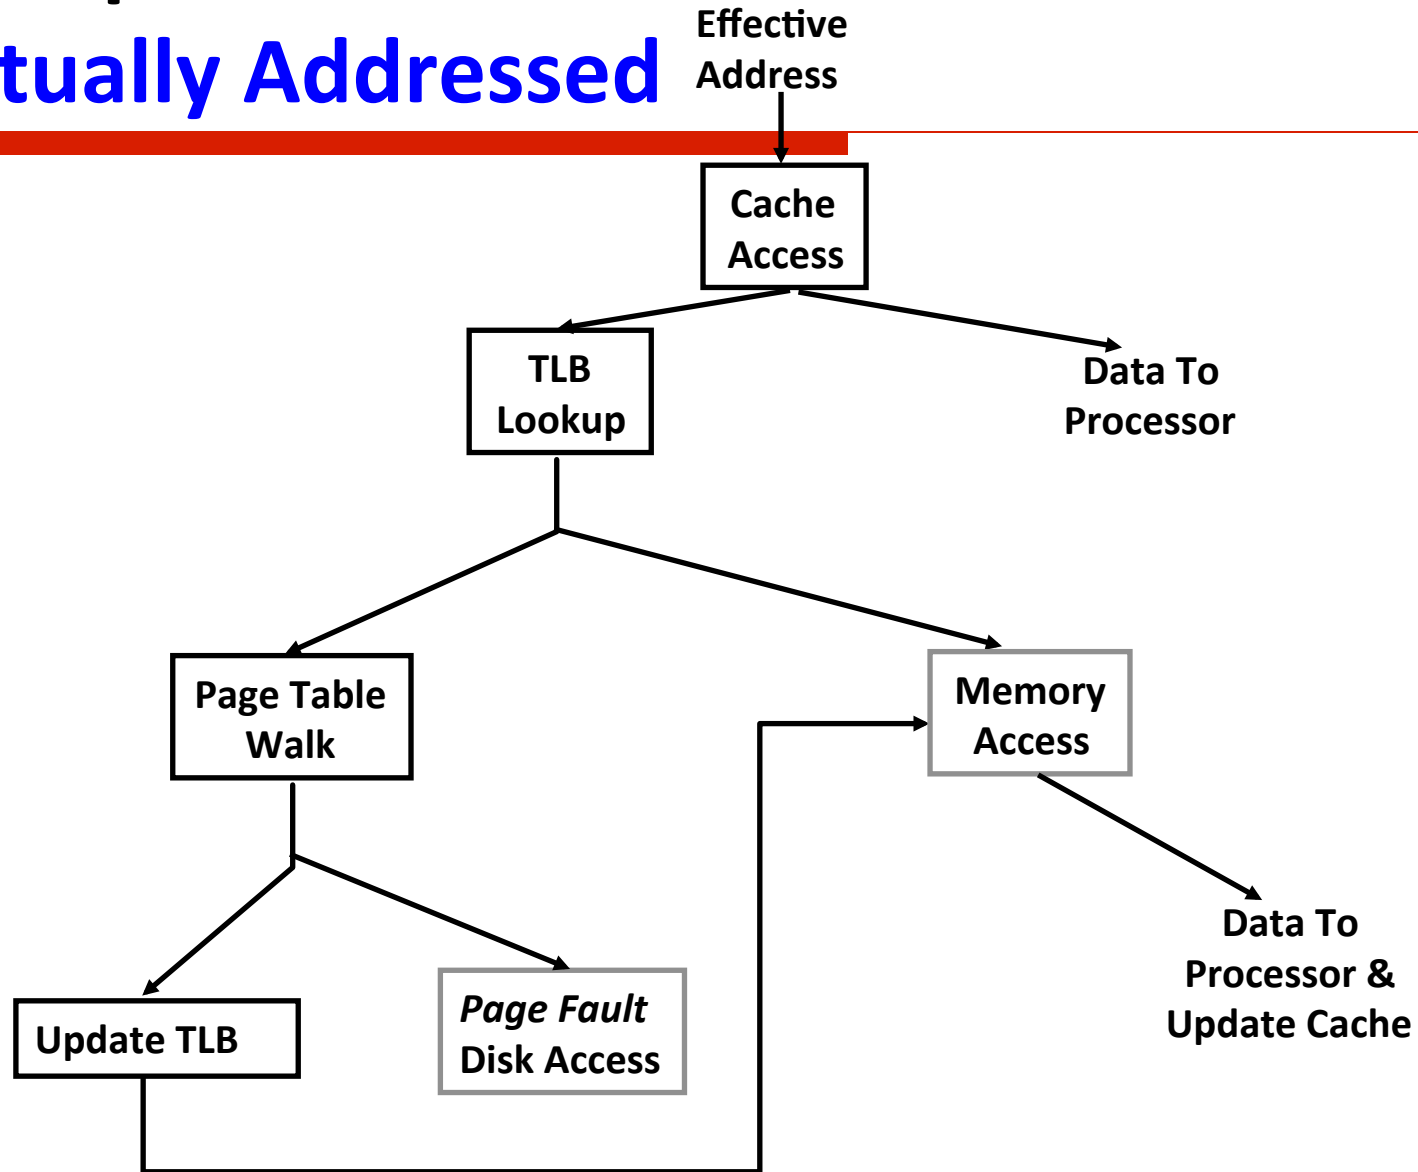 tually Addressed
Effective
Address
Cache
Access
TLB
Lookup
Data To
Processor
Page Table
Walk
Memory
Access
Update TLB
Page Fault
Disk Access
Data To
Processor &
Update Cache